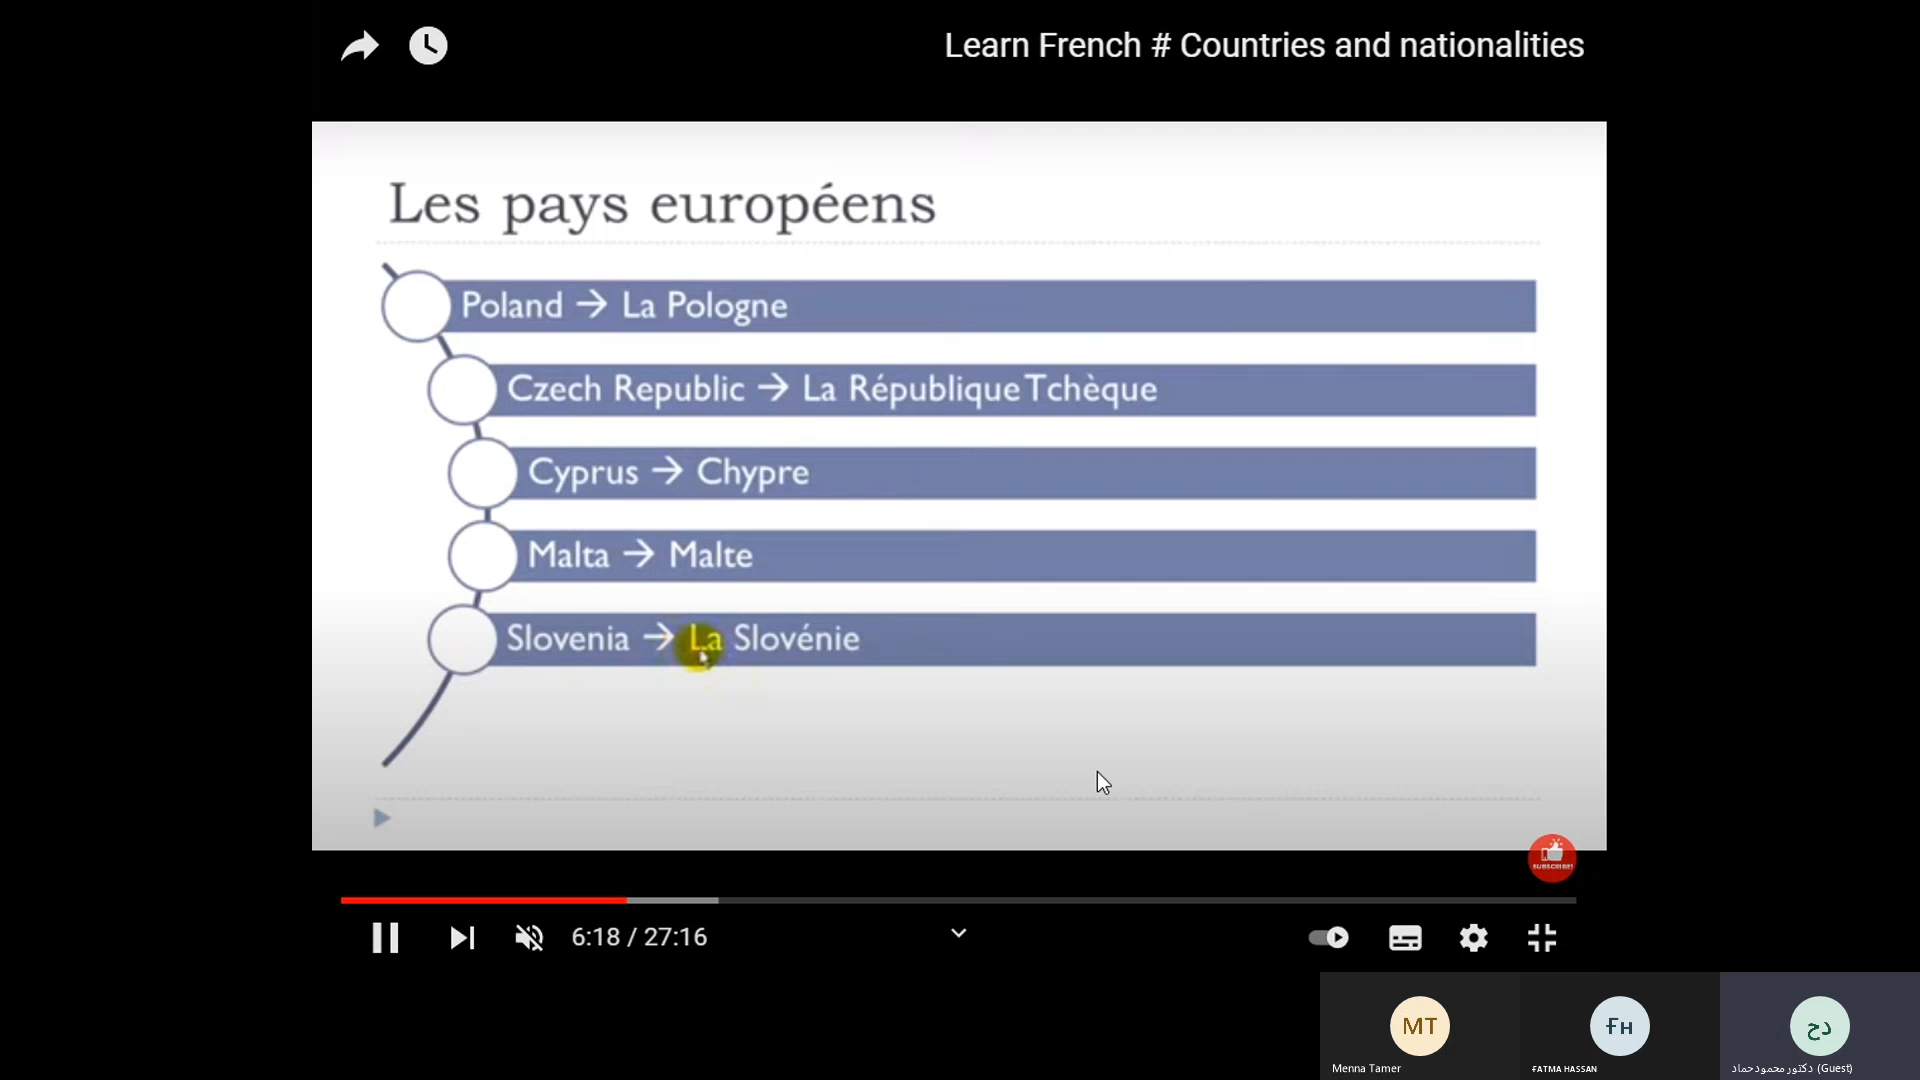 Learn French # Countries and nationalities
Les pays européens
Poland → La Pologne
Czech Republic → La République Tchèque
Cyprus → Chypre
Malta → Malte
Slovenia → La Slovénie
SUBSCRIBE!
6:18 / 27:16
MT
FH
دح
Menna Tamer
FATMA HASSAN
دكتور محمود حماد (Guest)